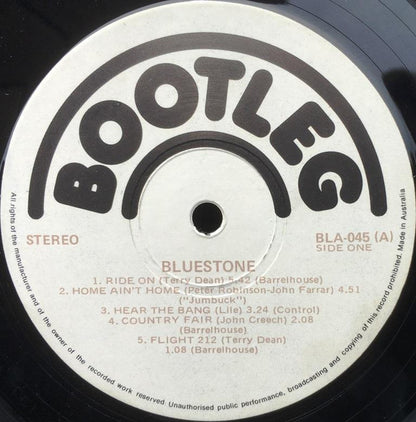 BOOTLEG
STEREO
BLA-045 (A)
SIDE ONE
BLUESTONE
1. RIDE ON (Terry Dean) 5.42 (Barrelhouse)
2. HOME AIN'T HOME (Peter Robinson-John Farrar) 4.51
("Jumbuck")
3. HEAR THE BANG (Lile) 3.24 (Control)
4. COUNTRY FAIR (John Creech) 2.08
(Barrelhouse)
5. FLIGHT 212 (Terry Dean)
1.08 (Barrelhouse)
All rights of the manufacturer and of the owner of the recorded work reserved. Unauthorised public performance, broadcasting and copying of this record prohibited. Made in Australia